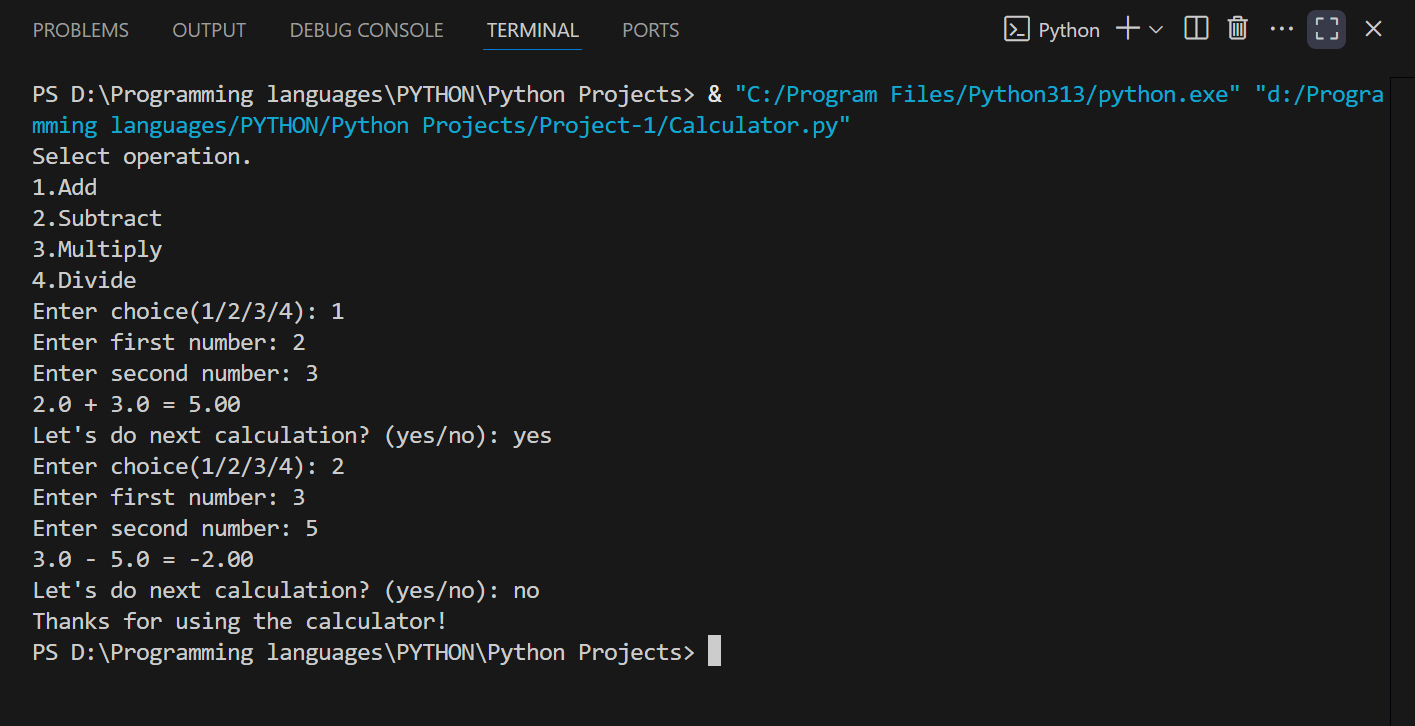 PROBLEMS OUTPUT DEBUG CONSOLE TERMINAL PORTS Python
PS D:\Programming languages\PYTHON\Python Projects> & "C:/Program Files/Python313/python.exe" "d:/Progra
mming languages/PYTHON/Python Projects/Project-1/Calculator.py"
Select operation.
1.Add
2.Subtract
3.Multiply
4.Divide
Enter choice(1/2/3/4): 1
Enter first number: 2
Enter second number: 3
2.0 + 3.0 = 5.00
Let's do next calculation? (yes/no): yes
Enter choice(1/2/3/4): 2
Enter first number: 3
Enter second number: 5
3.0 - 5.0 = -2.00
Let's do next calculation? (yes/no): no
Thanks for using the calculator!
PS D:\Programming languages\PYTHON\Python Projects>